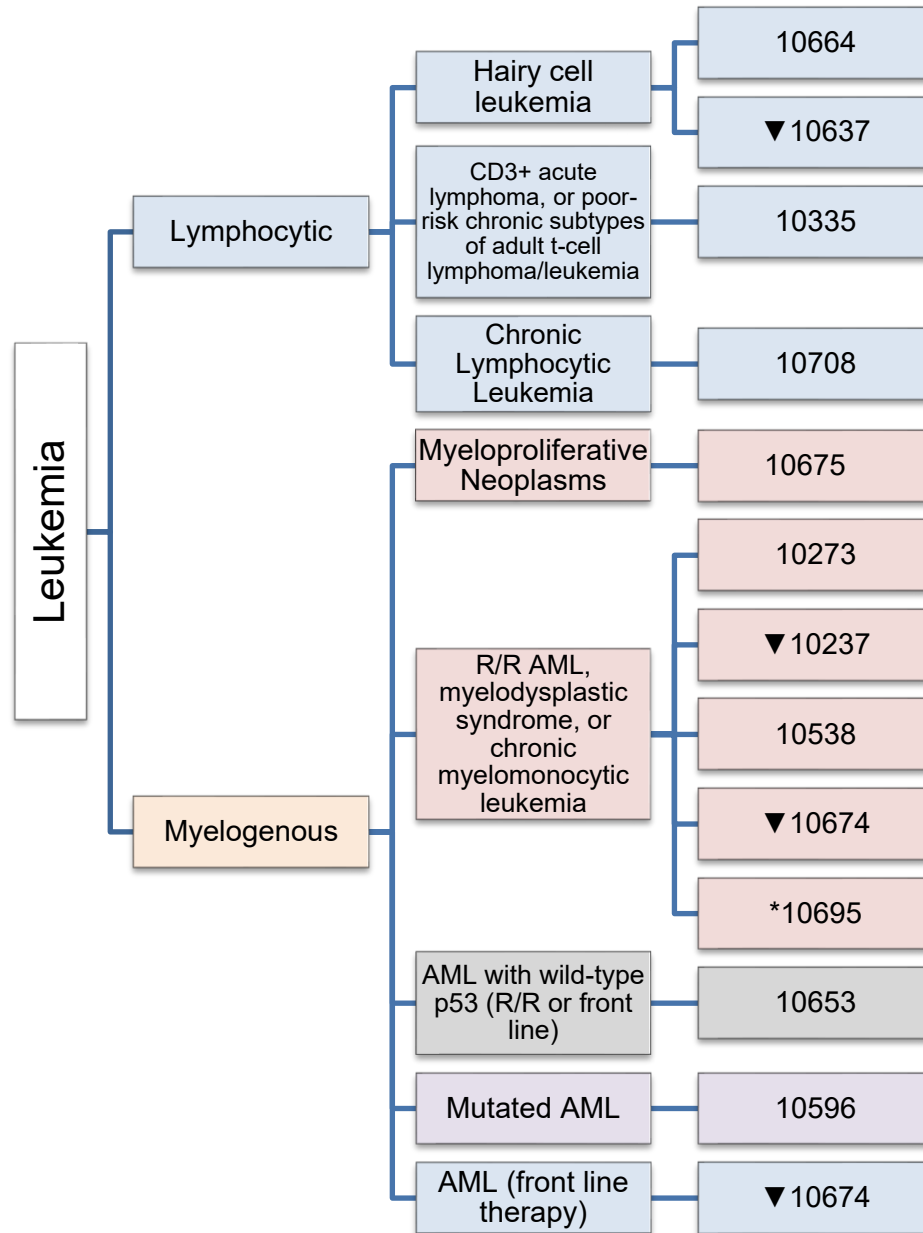 Leukemia
Lymphocytic
Hairy cell
leukemia
10664
▼10637
CD3+ acute
lymphoma, or poor-
risk chronic subtypes
of adult t-cell
lymphoma/leukemia
10335
Chronic
Lymphocytic
Leukemia
10708
Myelogenous
Myeloproliferative
Neoplasms
10675
R/R AML,
myelodysplastic
syndrome, or
chronic
myelomonocytic
leukemia
10273
▼10237
10538
▼10674
*10695
AML with wild-type
p53 (R/R or front
line)
10653
Mutated AML
10596
AML (front line
therapy)
▼10674